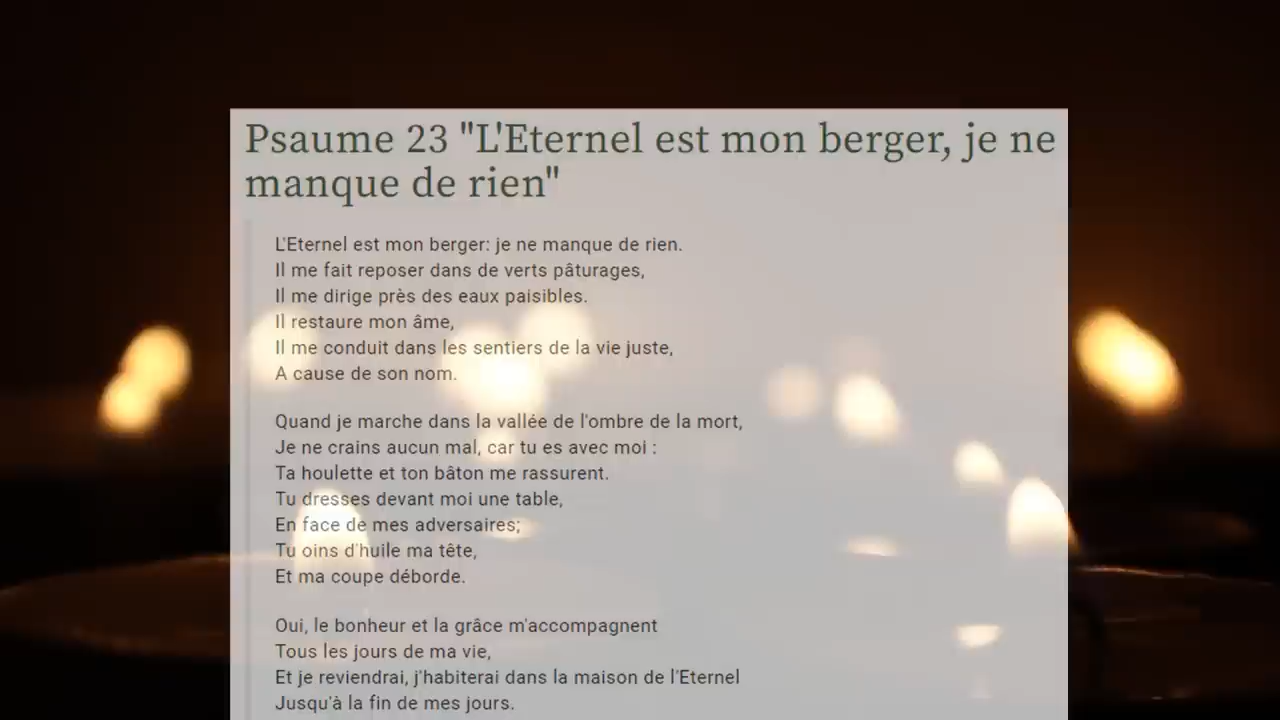 Psaume 23 "L'Eternel est mon berger, je ne
manque de rien"
L'Eternel est mon berger: je ne manque de rien.
Il me fait reposer dans de verts pâturages,
Il me dirige près des eaux paisibles.
Il restaure mon âme,
Il me conduit dans les sentiers de la vie juste,
A cause de son nom.
Quand je marche dans la vallée de l'ombre de la mort,
Je ne crains aucun mal, car tu es avec moi :
Ta houlette et ton bâton me rassurent.
Tu dresses devant moi une table,
En face de mes adversaires;
Tu oins d'huile ma tête,
Et ma coupe déborde.
Oui, le bonheur et la grâce m'accompagnent
Tous les jours de ma vie,
Et je reviendrai, j'habiterai dans la maison de l'Eternel
Jusqu'à la fin de mes jours.